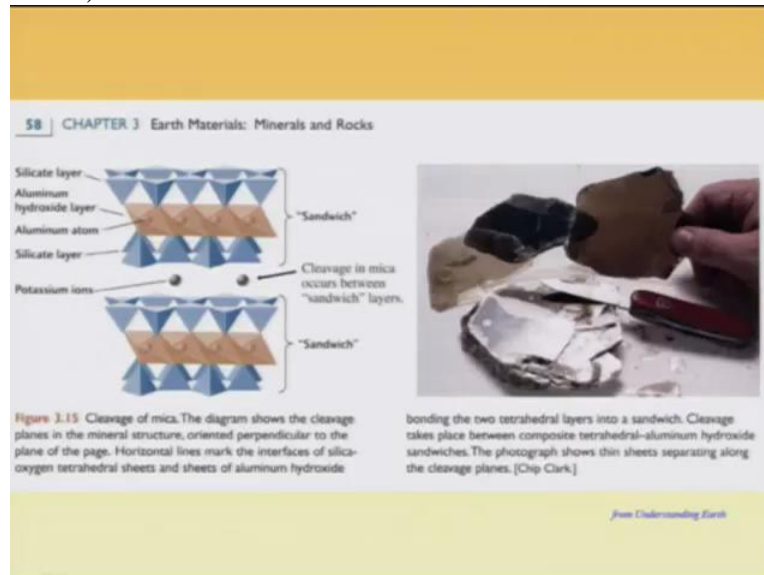 58 | CHAPTER 3 Earth Materials: Minerals and Rocks
Silicate layer
Aluminum
hydroxide layer
Aluminum atom
Silicate layer
Potassium ions
"Sandwich"
Cleavage in mica
occurs between
"sandwich" layers.
"Sandwich"
Figure 3.15 Cleavage of mica. The diagram shows the cleavage
planes in the mineral structure, oriented perpendicular to the
plane of the page. Horizontal lines mark the interfaces of silica-
oxygen tetrahedral sheets and sheets of aluminum hydroxide
bonding the two tetrahedral layers into a sandwich. Cleavage
takes place between composite tetrahedral–aluminum hydroxide
sandwiches. The photograph shows thin sheets separating along
the cleavage planes. [Chip Clark.]
from Understanding Earth